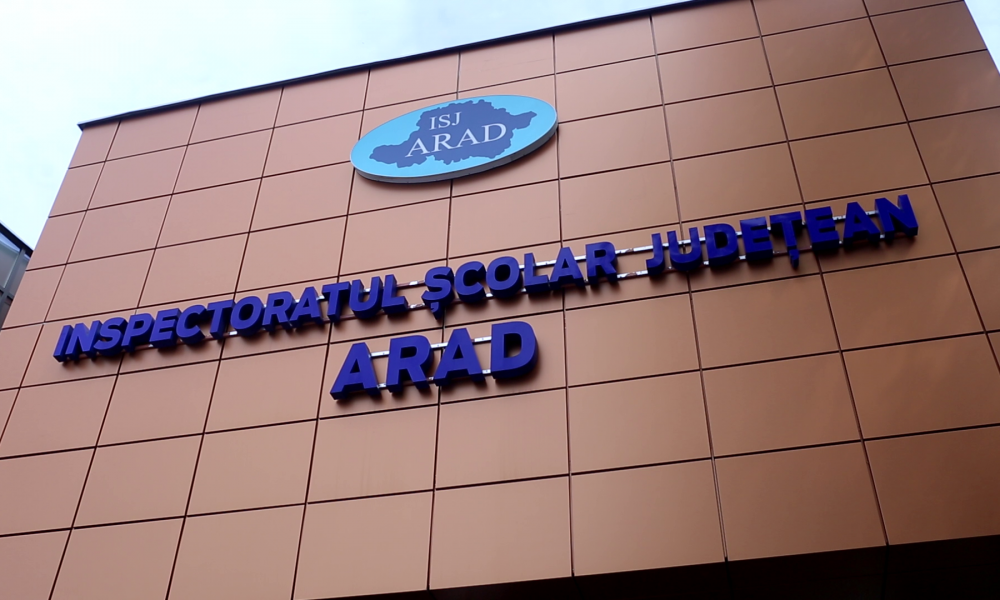 ISJ
ARAD
INSPECTORATUL ȘCOLAR JUDEȚEAN
ARAD